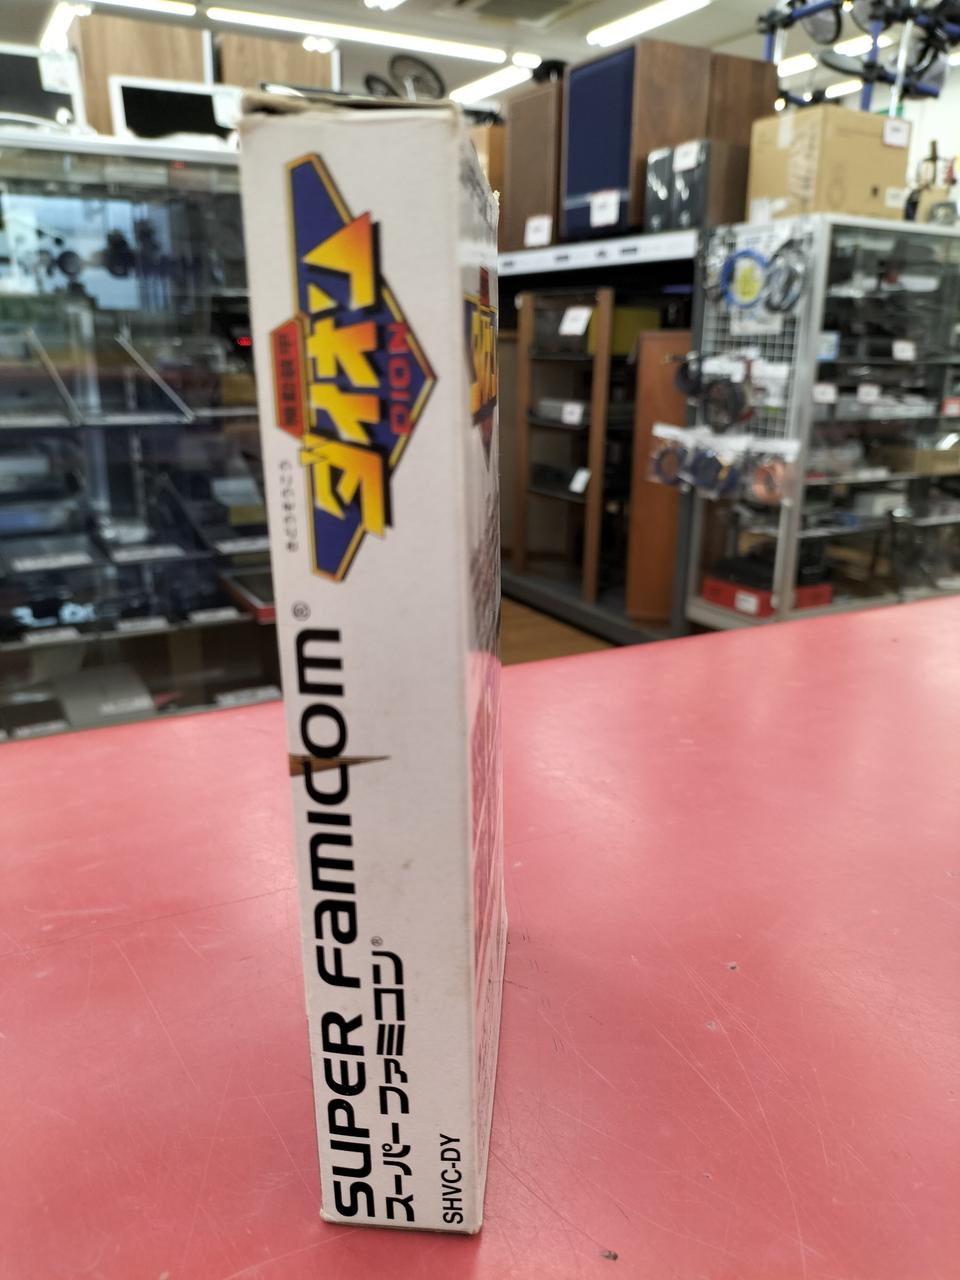 機動装甲
ダイオン
DION
きどうそうこう
SUPER Famicom®
スーパーファミコン®
SHVC-DY